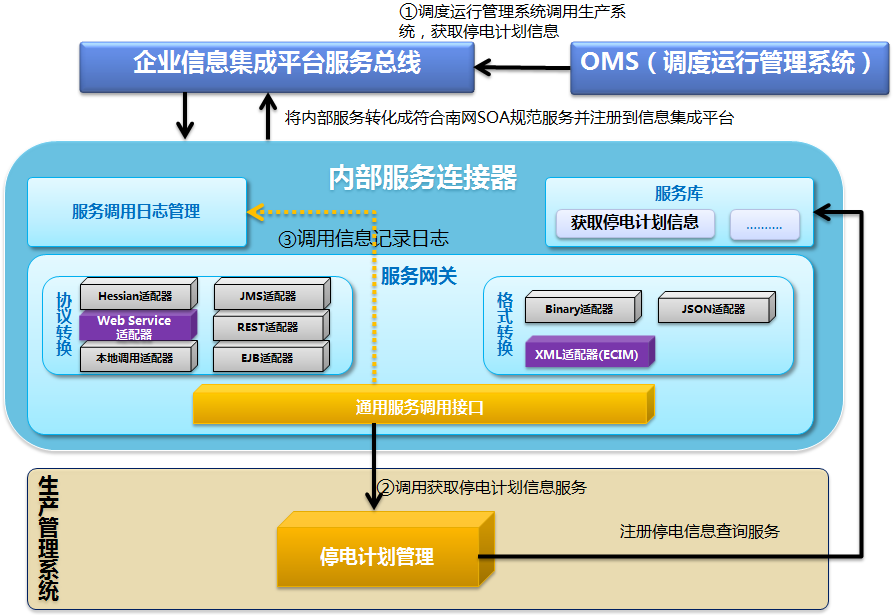 ①调度运行管理系统调用生产系
统，获取停电计划信息
企业信息集成平台服务总线
OMS（调度运行管理系统）
将内部服务转化成符合南网SOA规范服务并注册到信息集成平台
内部服务连接器
服务调用日志管理
服务库
获取停电计划信息
..........
③调用信息记录日志
服务网关
协议转换
Hessian适配器
JMS适配器
Web Service
适配器
REST适配器
本地调用适配器
EJB适配器
格式转换
Binary适配器
JSON适配器
XML适配器(ECIM)
通用服务调用接口
②调用获取停电计划信息服务
生产管理系统
停电计划管理
注册停电信息查询服务